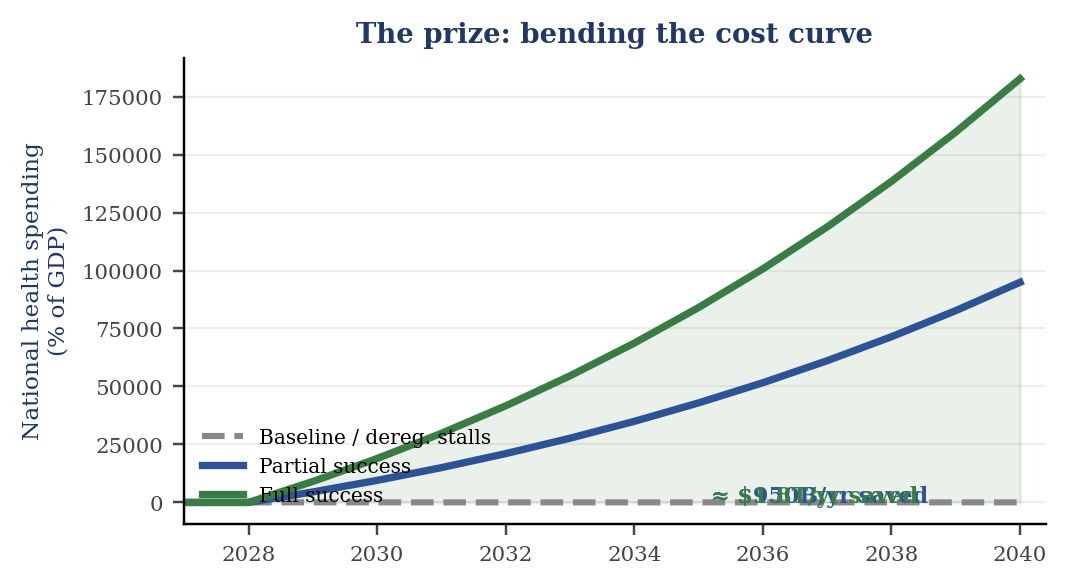 The prize: bending the cost curve
National health spending
(% of GDP)
175000
150000
125000
100000
75000
50000
25000
0
Baseline / dereg. stalls
Partial success
Full success
≈ $
saved
2028
2030
2032
2034
2036
2038
2040